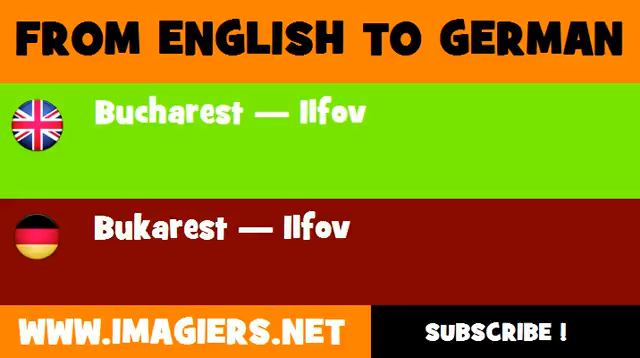 FROM ENGLISH TO GERMAN
Bucharest — Ilfov
Bukarest — Ilfov
WWW.IMAGIERS.NET
SUBSCRIBE !